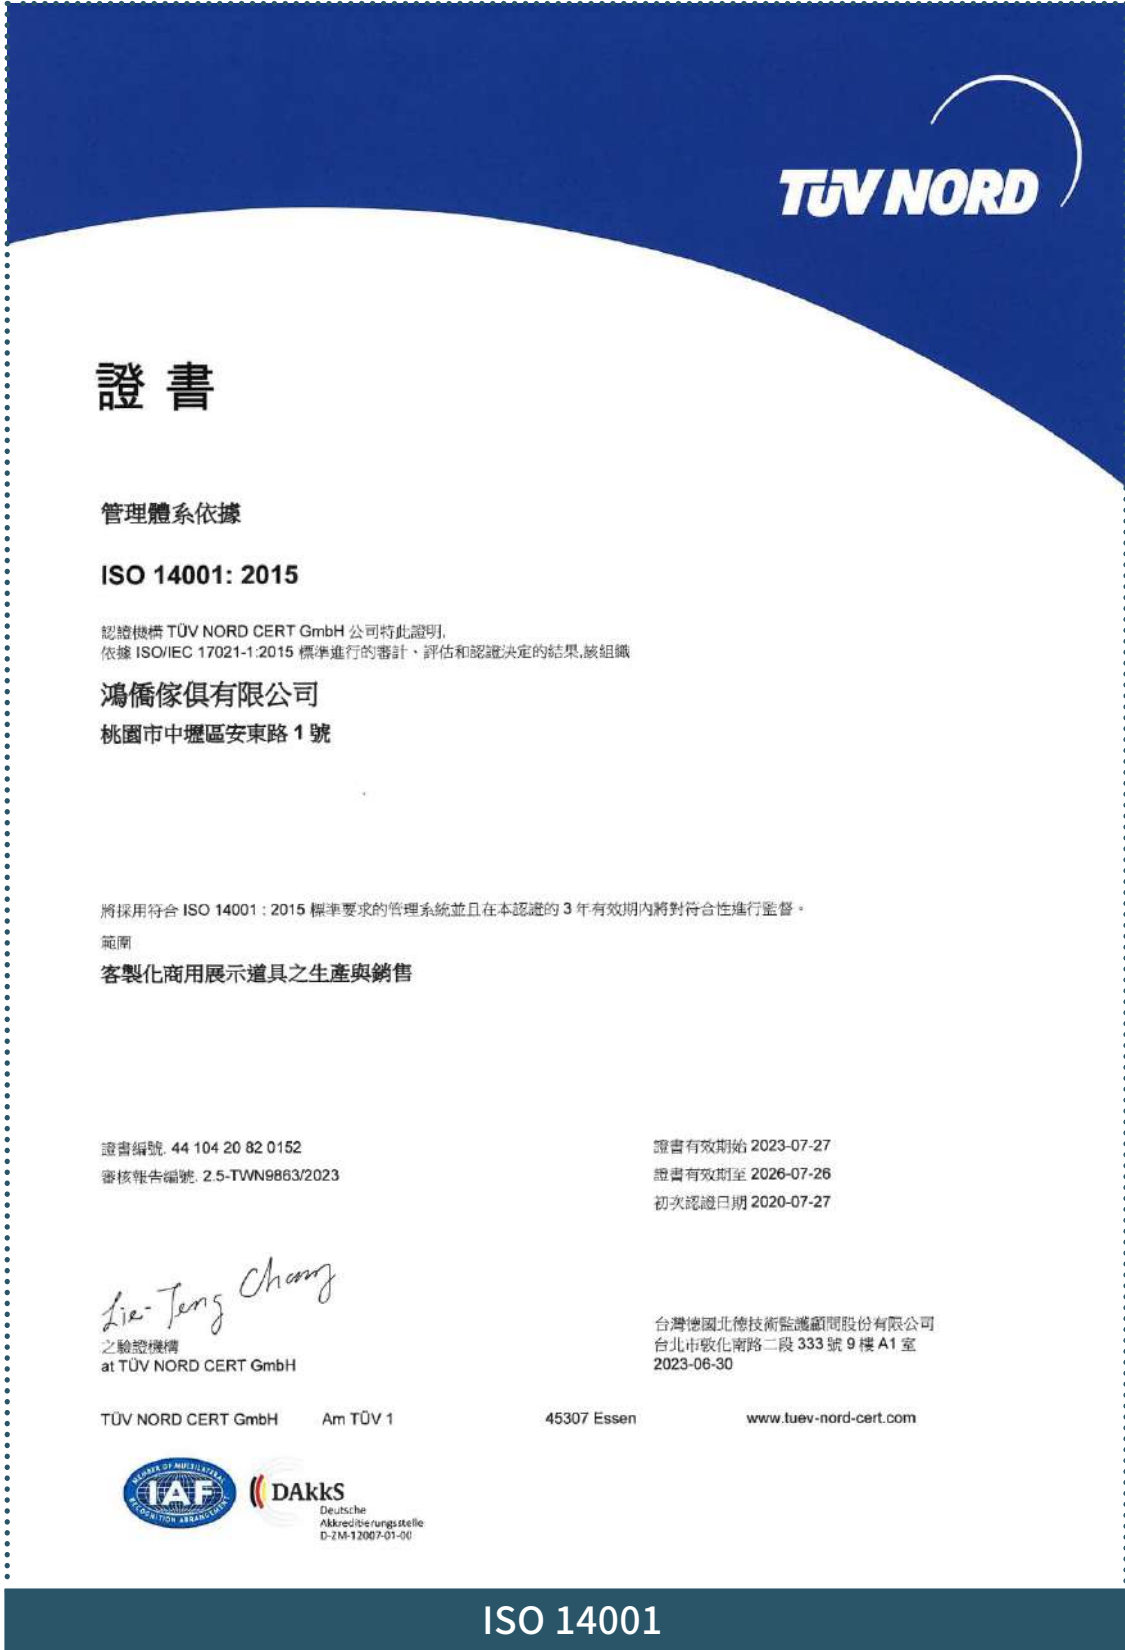 TÜV NORD
證書
管理體系依據
ISO 14001: 2015
認證機構 TÜV NORD CERT GmbH 公司特此證明,
依據 ISO/IEC 17021-1:2015 標準進行的審計、評估和認證決定的結果,該組織
鴻僑傢俱有限公司
桃園市中壢區安東路 1 號
將採用符合 ISO 14001 : 2015 標準要求的管理系統並且在本認證的 3 年有效期內將對符合性進行監督。
範圍
客製化商用展示道具之生產與銷售
證書編號. 44 104 20 82 0152
審核報告編號. 2.5-TWN9863/2023
證書有效期始 2023-07-27
證書有效期至 2026-07-26
初次認證日期 2020-07-27
Lie-Teng Chang
之驗證機構
at TÜV NORD CERT GmbH
台灣德國北德技術監護顧問股份有限公司
台北市敦化南路二段 333 號 9 樓 A1 室
2023-06-30
TÜV NORD CERT GmbH Am TÜV 1 45307 Essen www.tuev-nord-cert.com
MEMBER OF MULTILATERAL
IAF
RECOGNITION ARRANGEMENT
DAkkS
Deutsche
Akkreditierungsstelle
D-ZM-12007-01-00
ISO 14001